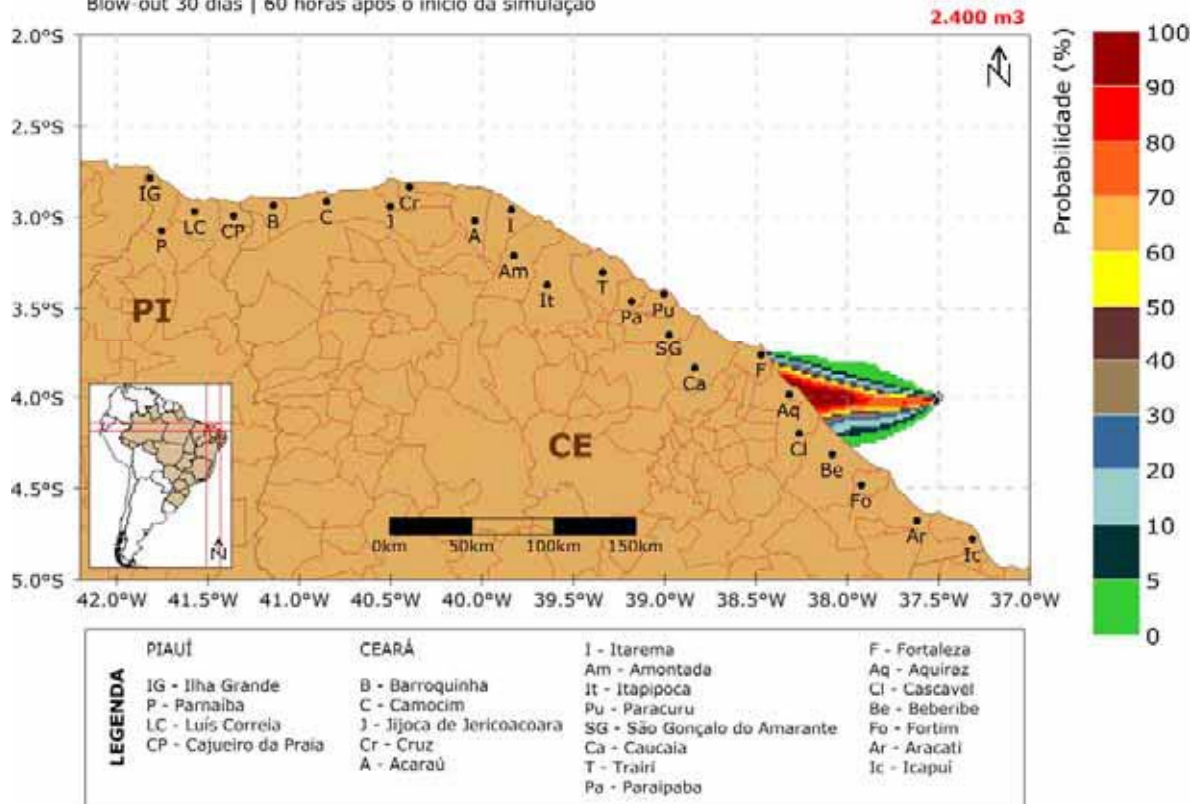 Blow-out 30 dias | 60 horas após o início da simulação
2.400 m3
2.0°S
2.5°S
3.0°S
3.5°S
4.0°S
4.5°S
5.0°S
N
IG
P
LC
CP
B
C
J
Cr
A
I
Am
It
T
Pa
Pu
SG
Ca
F
Aq
Cl
Be
Fo
Ar
Ic
PI
CE
N
0km 50km 100km 150km
42.0°W 41.5°W 41.0°W 40.5°W 40.0°W 39.5°W 39.0°W 38.5°W 38.0°W 37.5°W 37.0°W
Probabilidade (%)
100
90
80
70
60
50
40
30
20
10
5
0
LEGENDA
PIAUÍ
IG - Ilha Grande
P - Parnaíba
LC - Luís Correia
CP - Cajueiro da Praia
CEARÁ
B - Barroquinha
C - Camocim
J - Jijoca de Jericoacoara
Cr - Cruz
A - Acaraú
I - Itarema
Am - Amontada
It - Itapipoca
Pu - Paracuru
SG - São Gonçalo do Amarante
Ca - Caucaia
T - Trairi
Pa - Paraipaba
F - Fortaleza
Aq - Aquiraz
Cl - Cascavel
Be - Beberibe
Fo - Fortim
Ar - Aracati
Ic - Icapuí